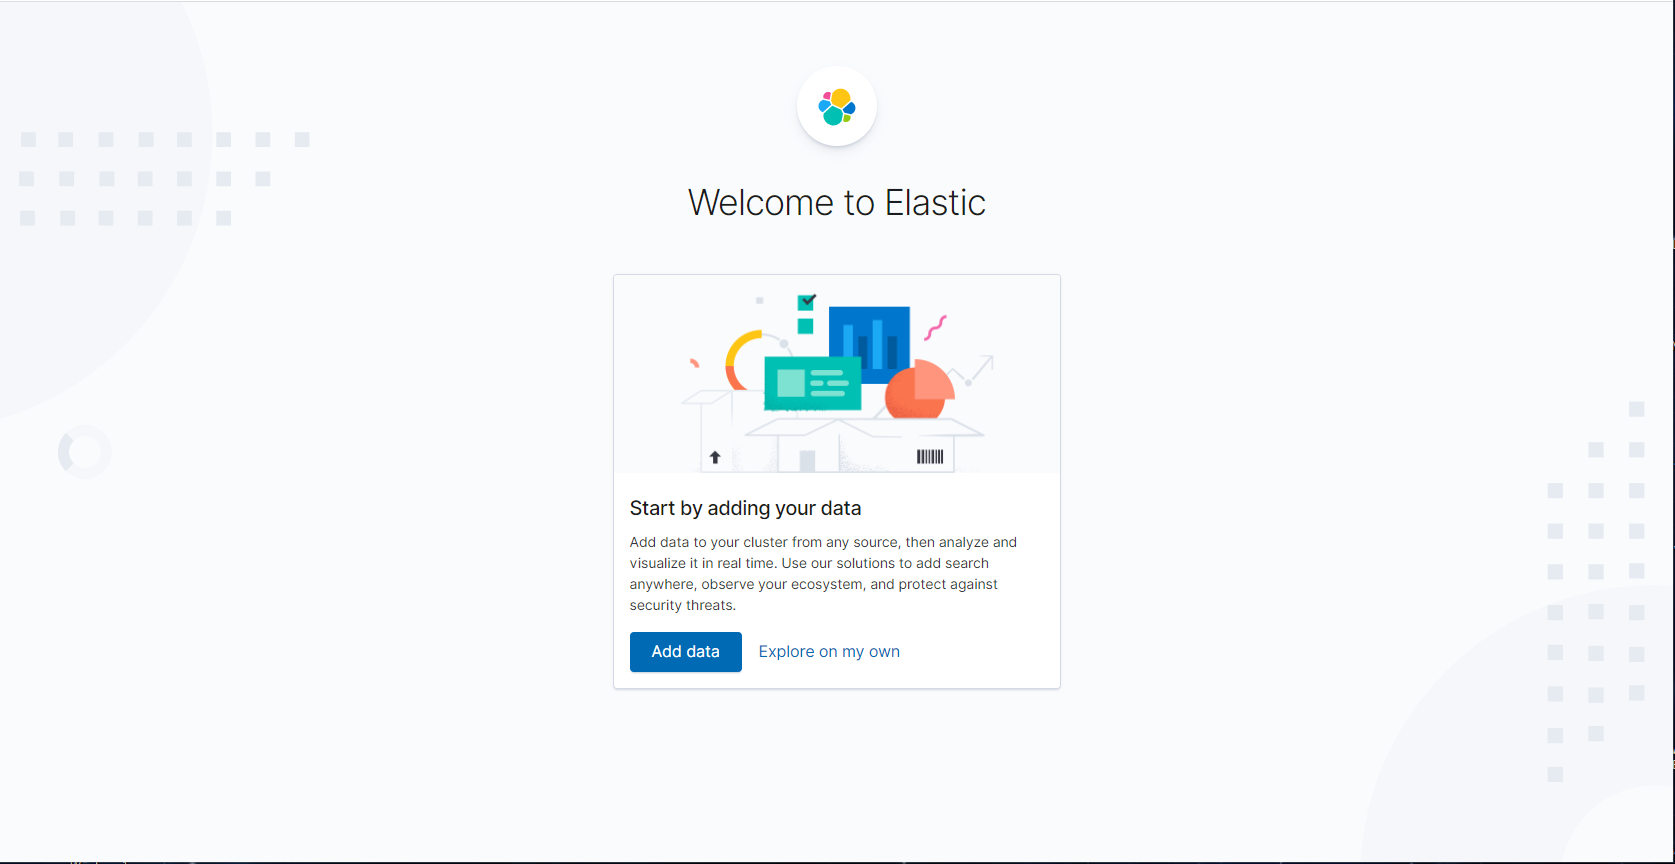 Welcome to Elastic
Start by adding your data
Add data to your cluster from any source, then analyze and
visualize it in real time. Use our solutions to add search
anywhere, observe your ecosystem, and protect against
security threats.
Add data
Explore on my own